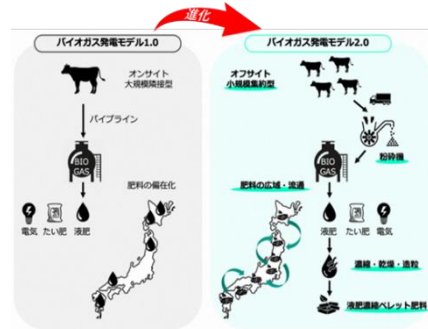 進化
バイオガス発電モデル1.0
オンサイト
大規模隣接型
パイプライン
BIO
GAS
肥料の偏在化
電気
たい肥
液肥
バイオガス発電モデル2.0
オフサイト
小規模集約型
粉砕機
BIO
GAS
肥料の広域・流通
液肥
たい肥
電気
濃縮・乾燥・造粒
液肥濃縮ペレット肥料